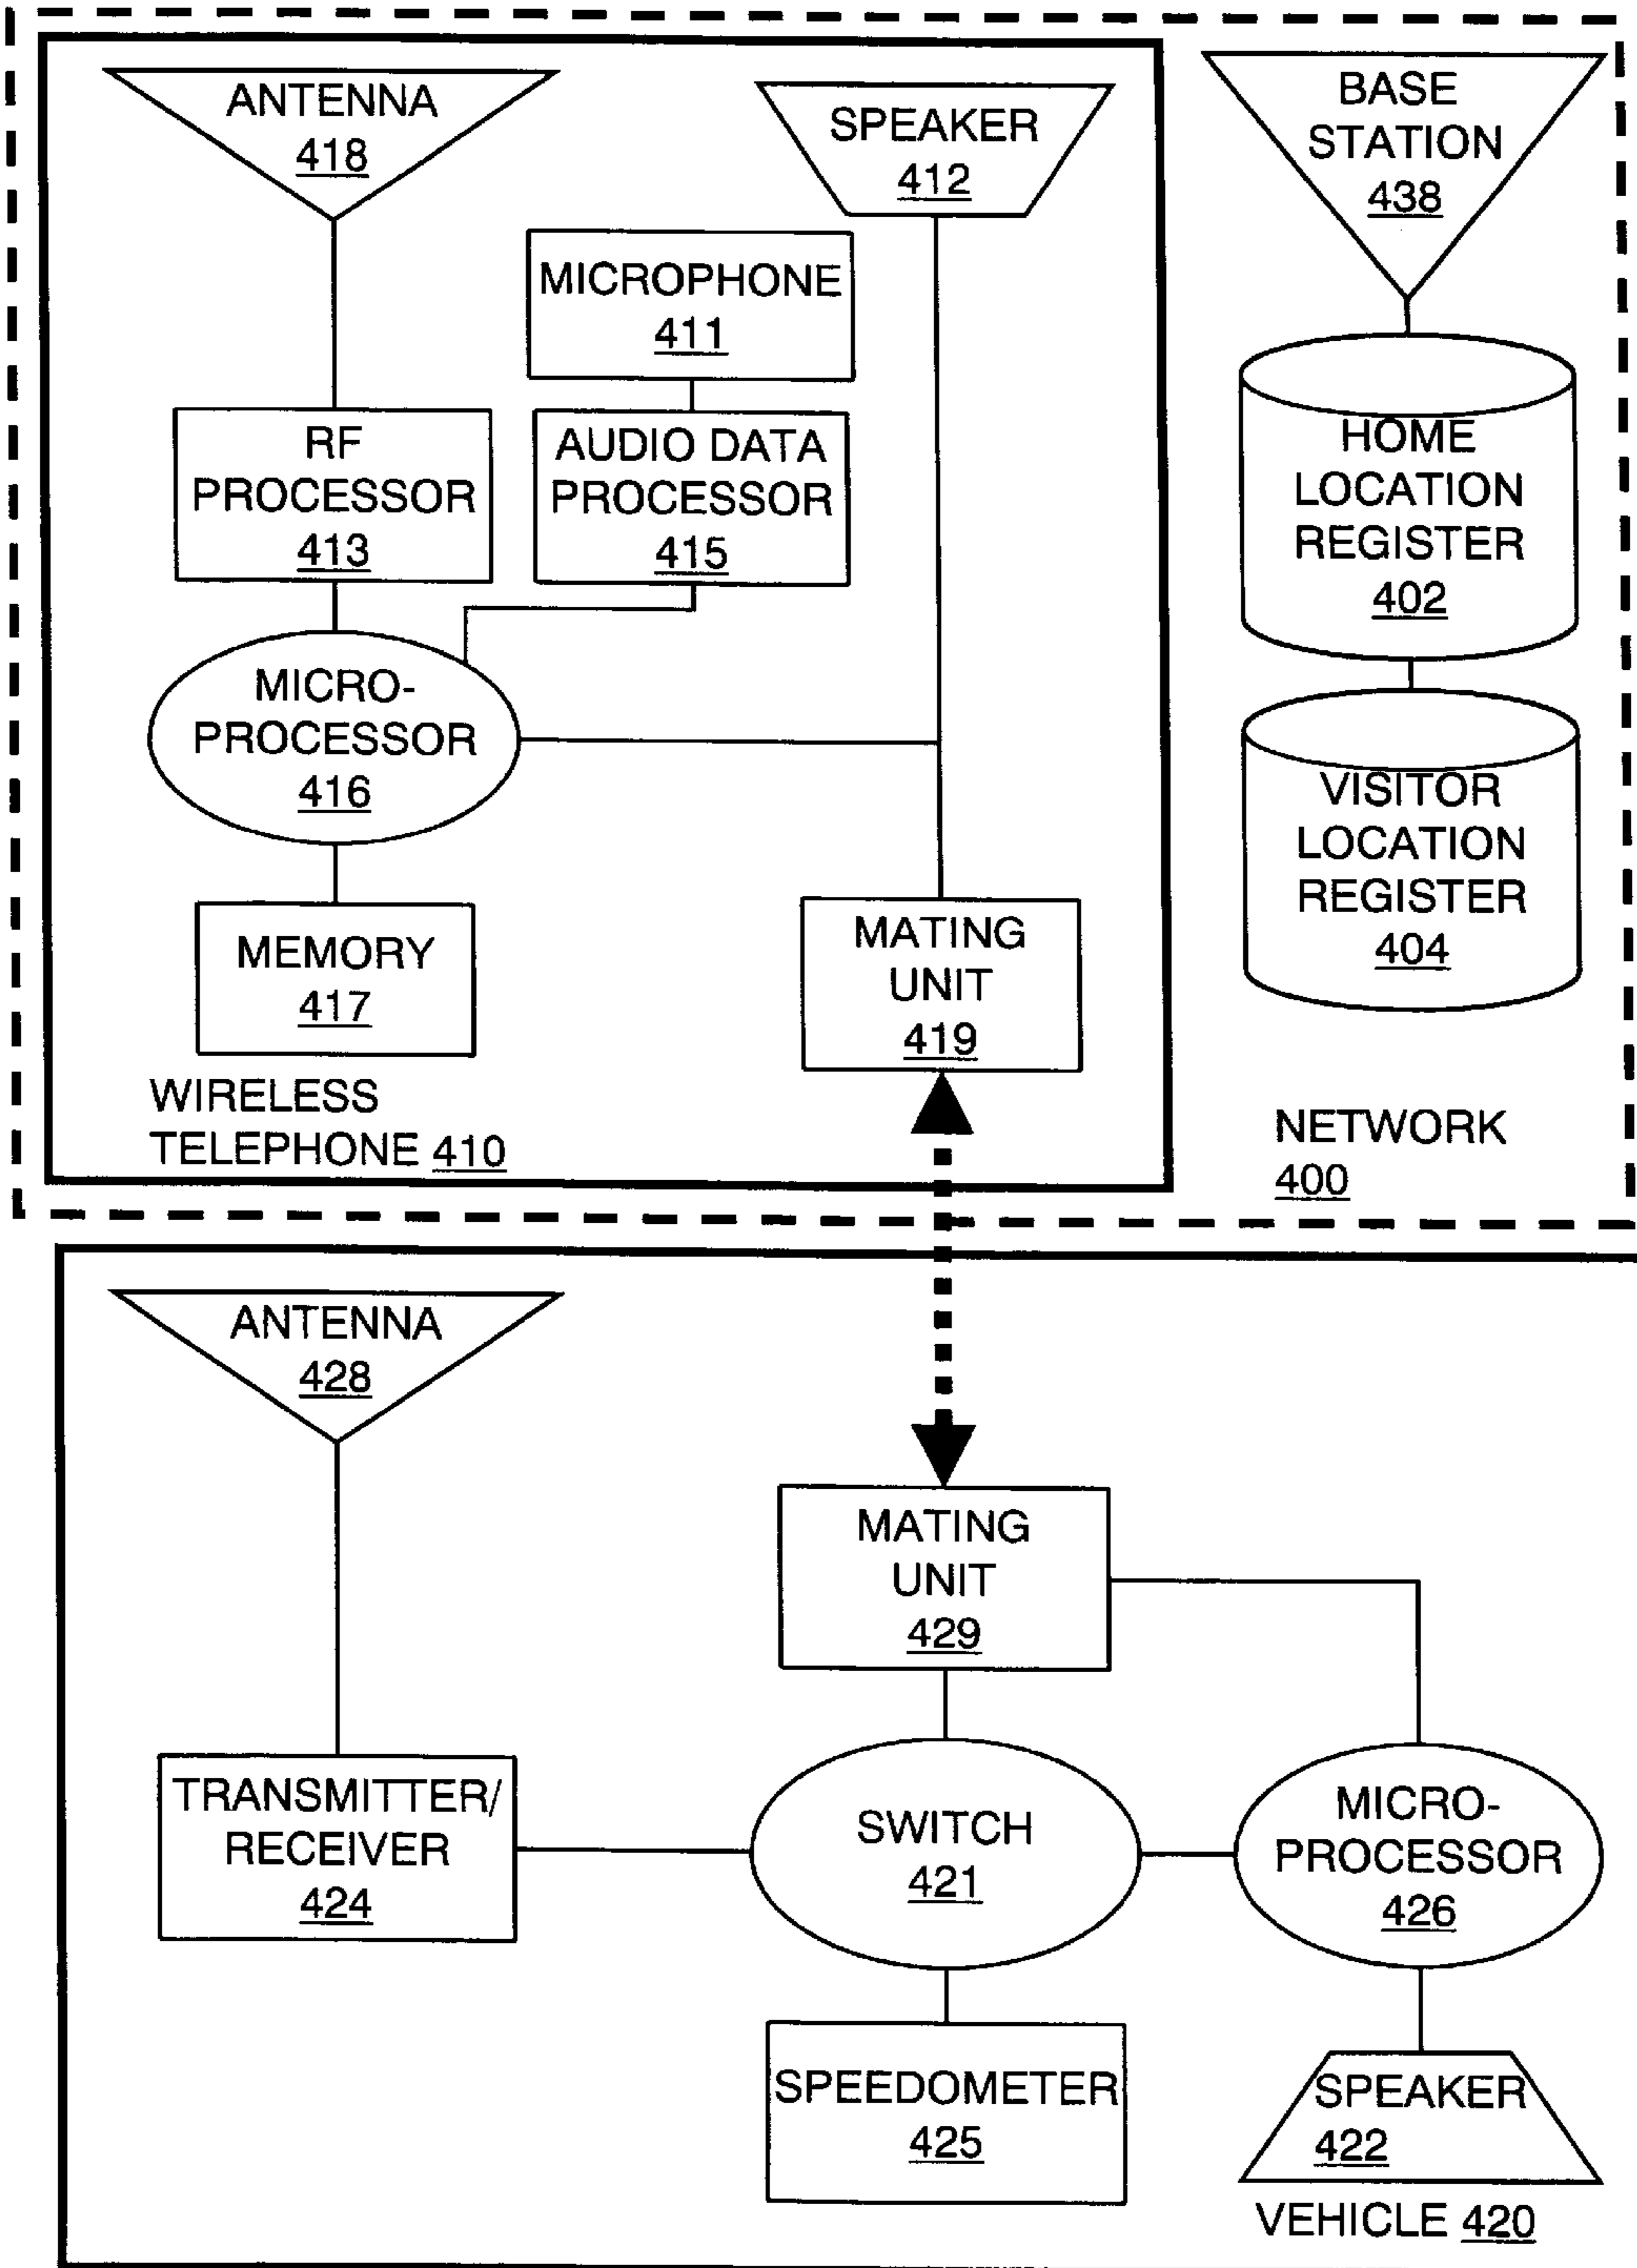 ANTENNA
418
SPEAKER
412
BASE
STATION
438
MICROPHONE
411
RF
PROCESSOR
413
AUDIO DATA
PROCESSOR
415
HOME
LOCATION
REGISTER
402
MICRO-
PROCESSOR
416
VISITOR
LOCATION
REGISTER
404
MEMORY
417
MATING
UNIT
419
WIRELESS
TELEPHONE 410
NETWORK
400
ANTENNA
428
MATING
UNIT
429
TRANSMITTER/
RECEIVER
424
SWITCH
421
MICRO-
PROCESSOR
426
SPEEDOMETER
425
SPEAKER
422
VEHICLE 420